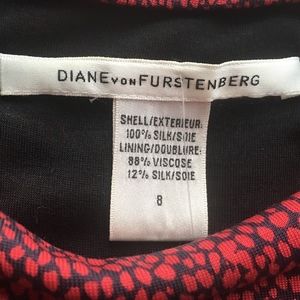 DIANE VON FURSTENBERG
SHELL/EXTERIEUR:
100% SILK/SOIE
LINING/DOUBLURE:
88% VISCOSE
12% SILK/SOIE
8